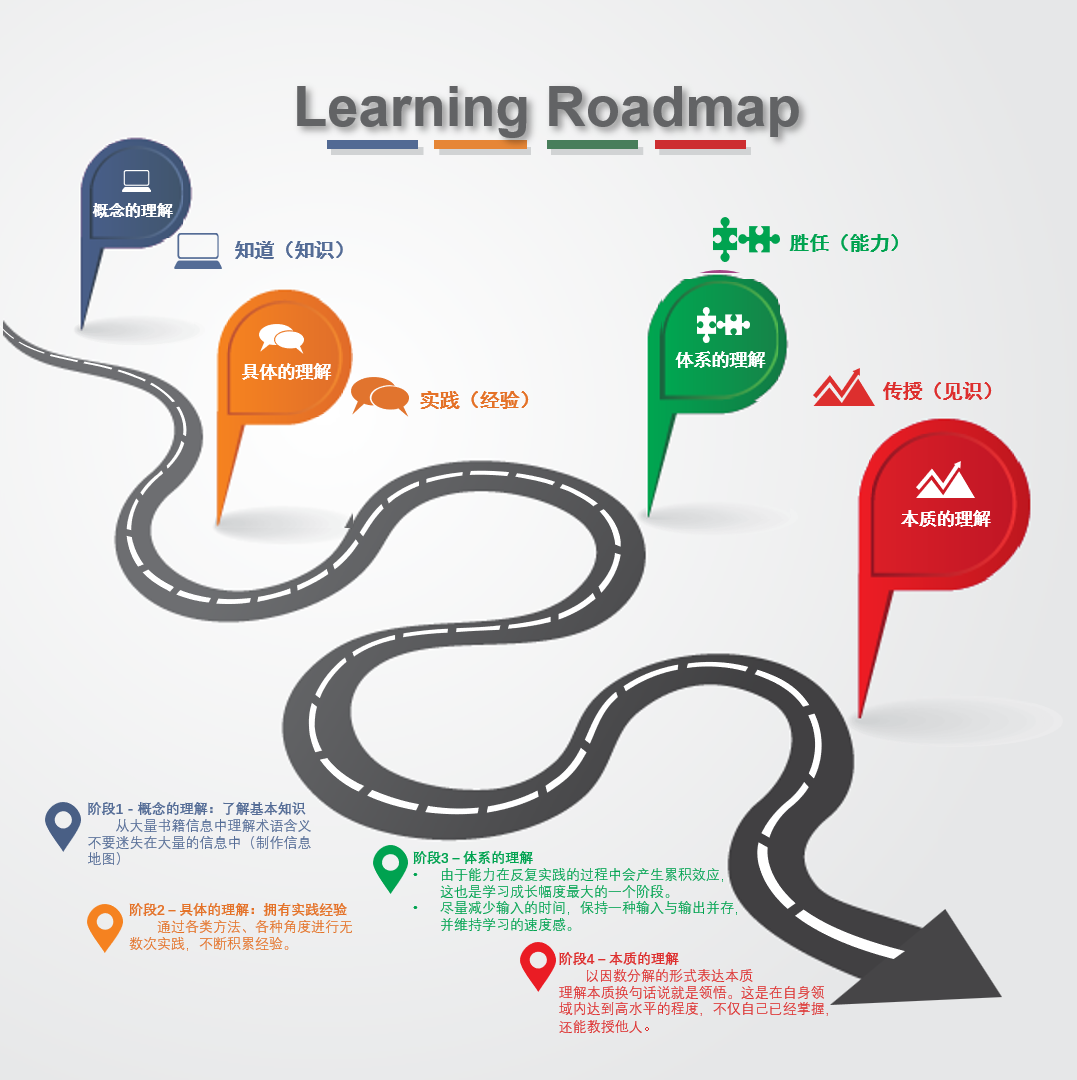 Learning Roadmap
概念的理解
知道（知识）
胜任（能力）
具体的理解
实践（经验）
体系的理解
传授（见识）
本质的理解
阶段1 - 概念的理解：了解基本知识
从大量书籍信息中理解术语含义
不要迷失在大量的信息中（制作信息
地图）
阶段2 – 具体的理解：拥有实践经验
通过各类方法、各种角度进行无
数次实践，不断积累经验。
阶段3 – 体系的理解
• 由于能力在反复实践的过程中会产生累积效应，
这也是学习成长幅度最大的一个阶段。
• 尽量减少输入的时间，保持一种输入与输出并存，
并维持学习的速度感。
阶段4 – 本质的理解
以因数分解的形式表达本质
理解本质换句话说就是领悟。这是在自身领
域内达到高水平的程度，不仅自己已经掌握，
还能教授他人。